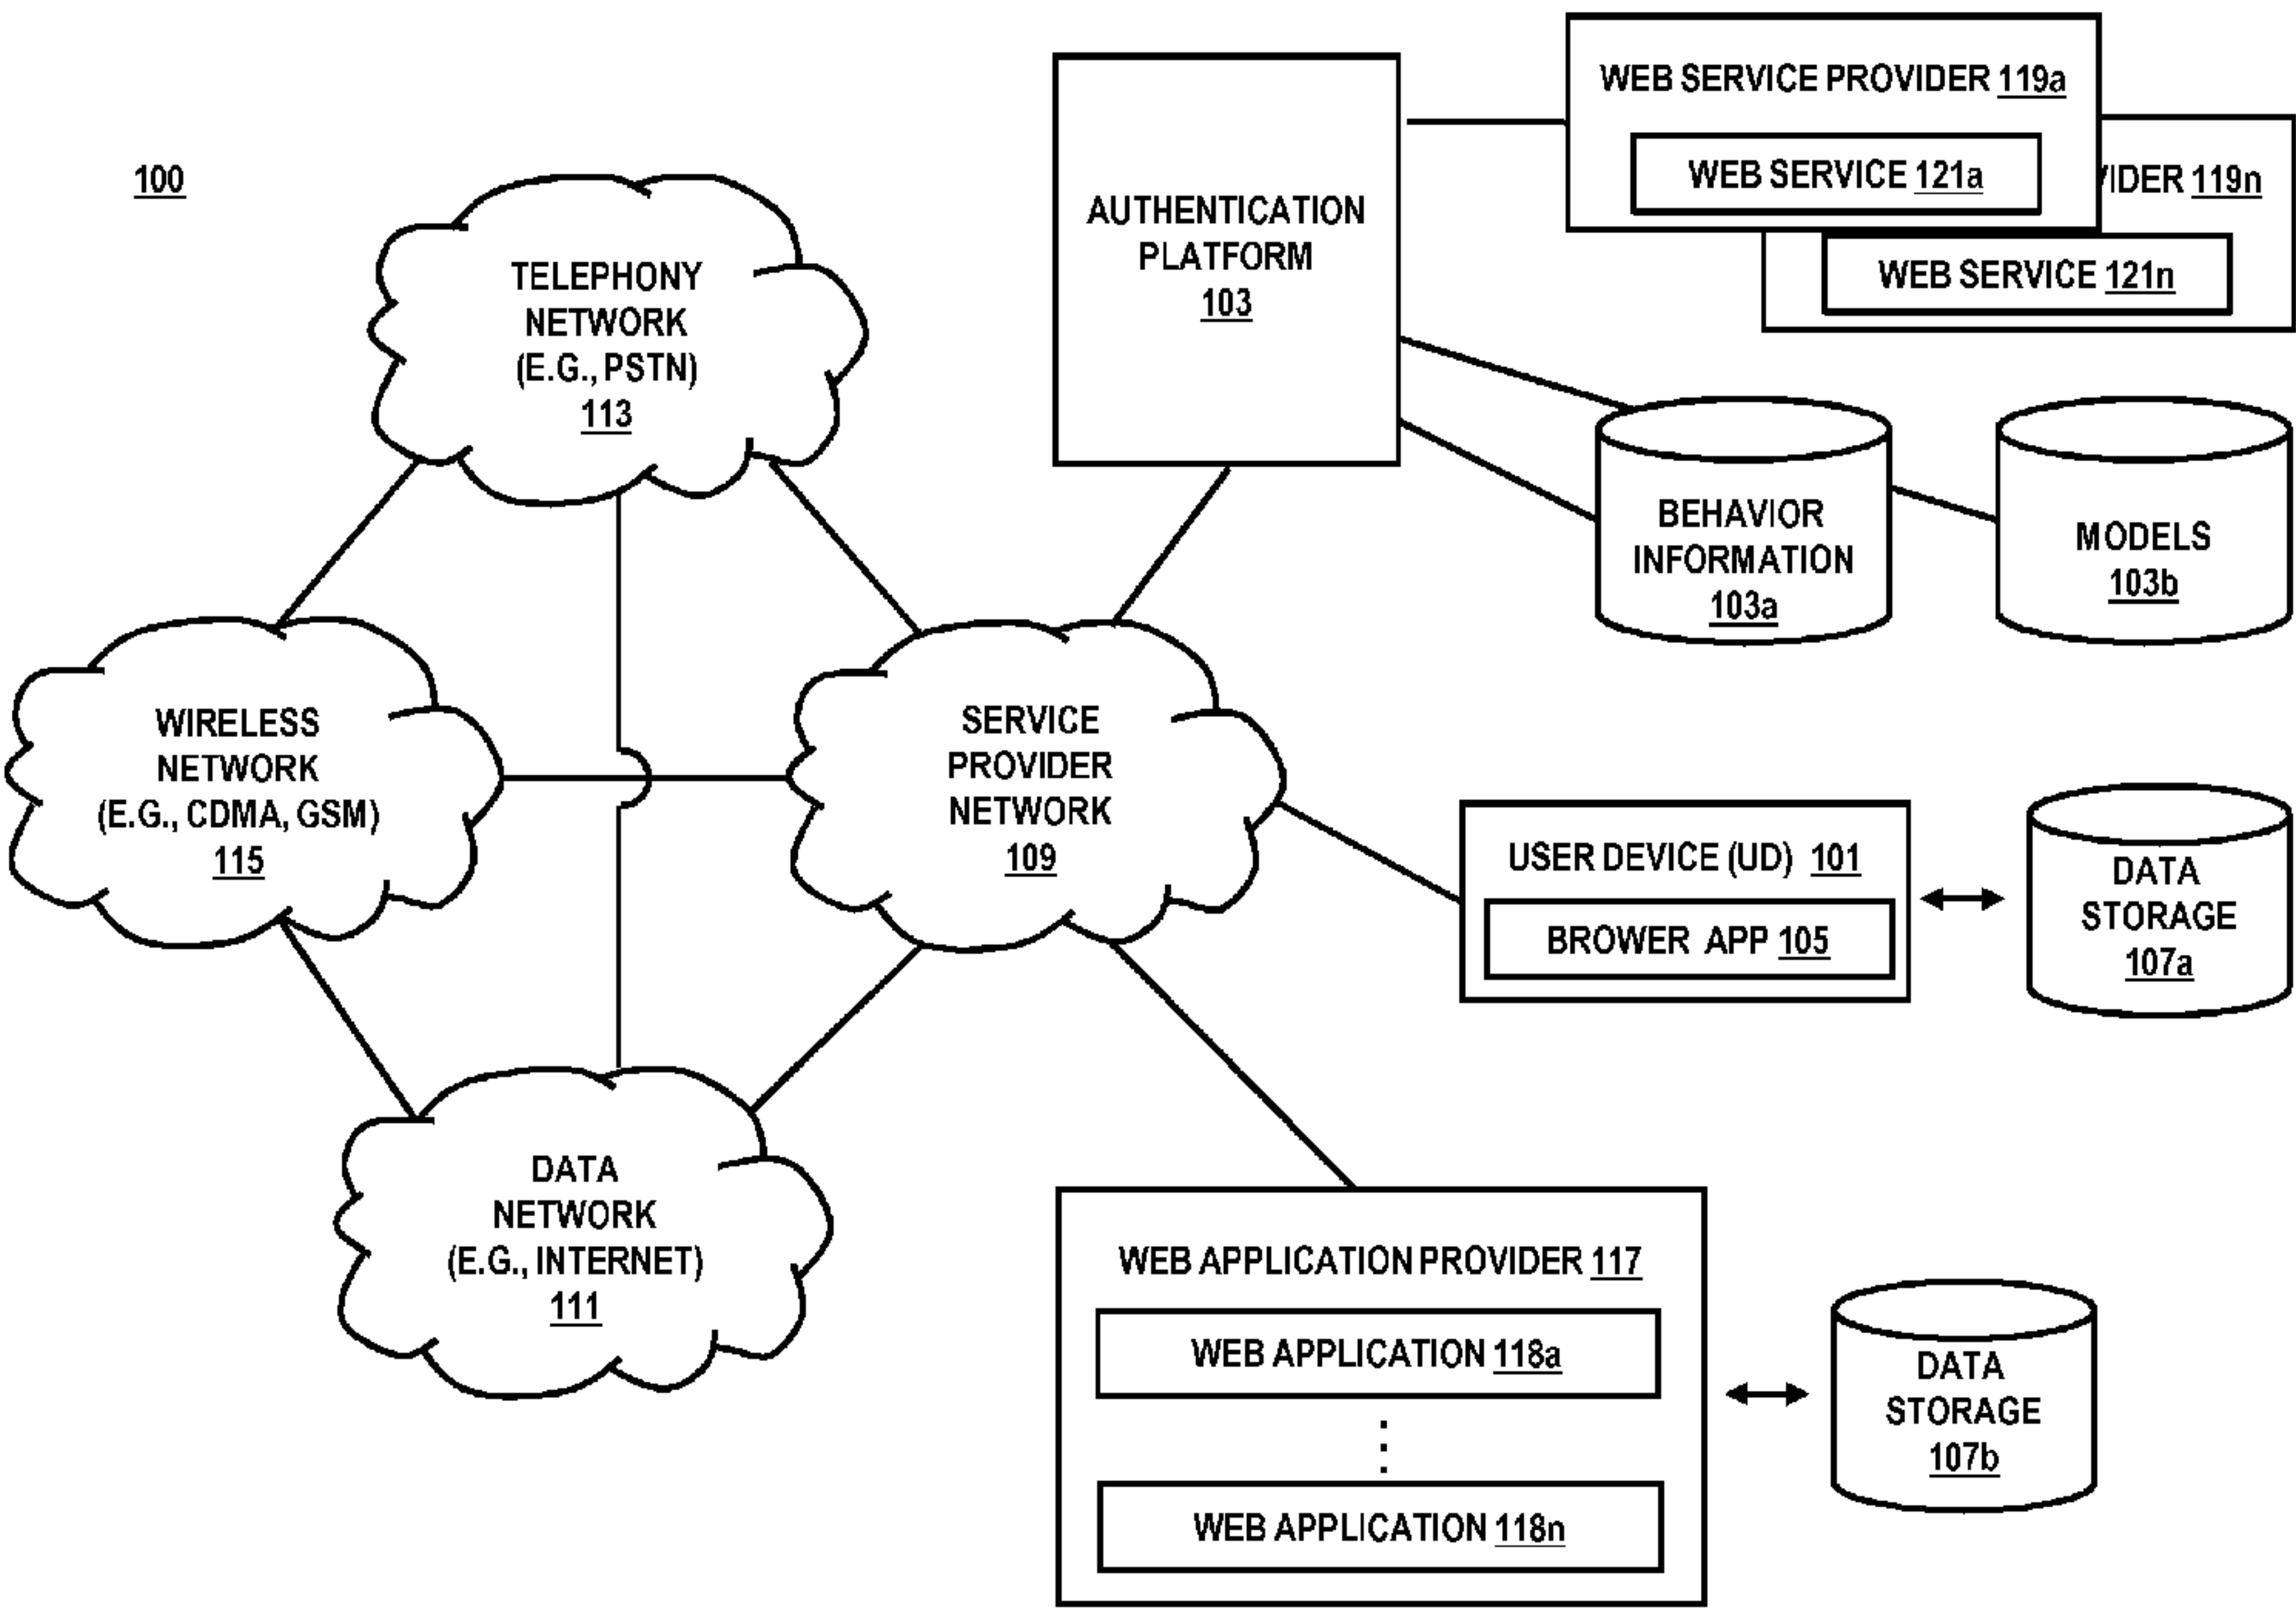 100
TELEPHONY
NETWORK
(E.G., PSTN)
113
AUTHENTICATION
PLATFORM
103
WEB SERVICE PROVIDER 119a
WEB SERVICE 121a
119n
WEB SERVICE 121n
BEHAVIOR
INFORMATION
103a
MODELS
103b
WIRELESS
NETWORK
(E.G., CDMA, GSM)
115
SERVICE
PROVIDER
NETWORK
109
USER DEVICE (UD) 101
BROWER APP 105
DATA
STORAGE
107a
DATA
NETWORK
(E.G., INTERNET)
111
WEB APPLICATION PROVIDER 117
WEB APPLICATION 118a
WEB APPLICATION 118n
DATA
STORAGE
107b